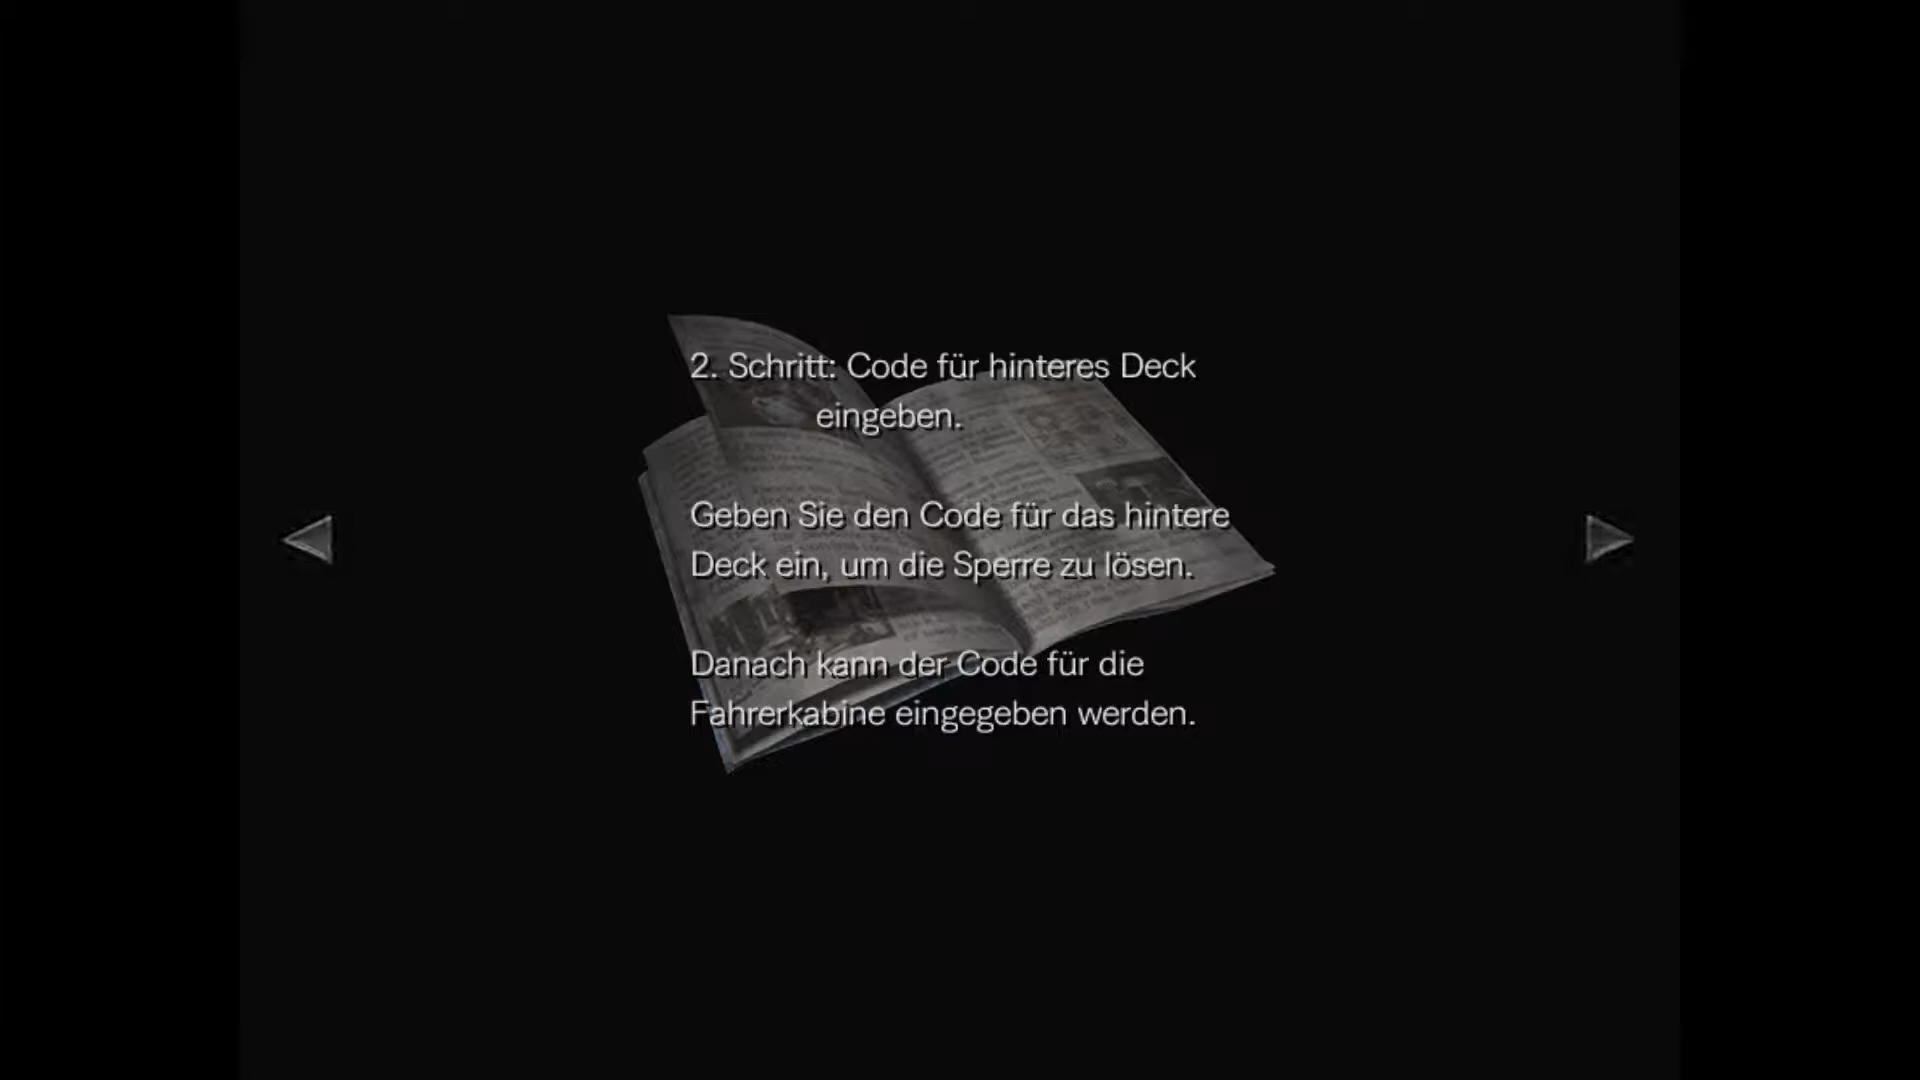 2. Schritt: Code für hinteres Deck
eingeben.
Geben Sie den Code für das hintere
Deck ein, um die Sperre zu lösen.
Danach kann der Code für die
Fahrerkabine eingegeben werden.